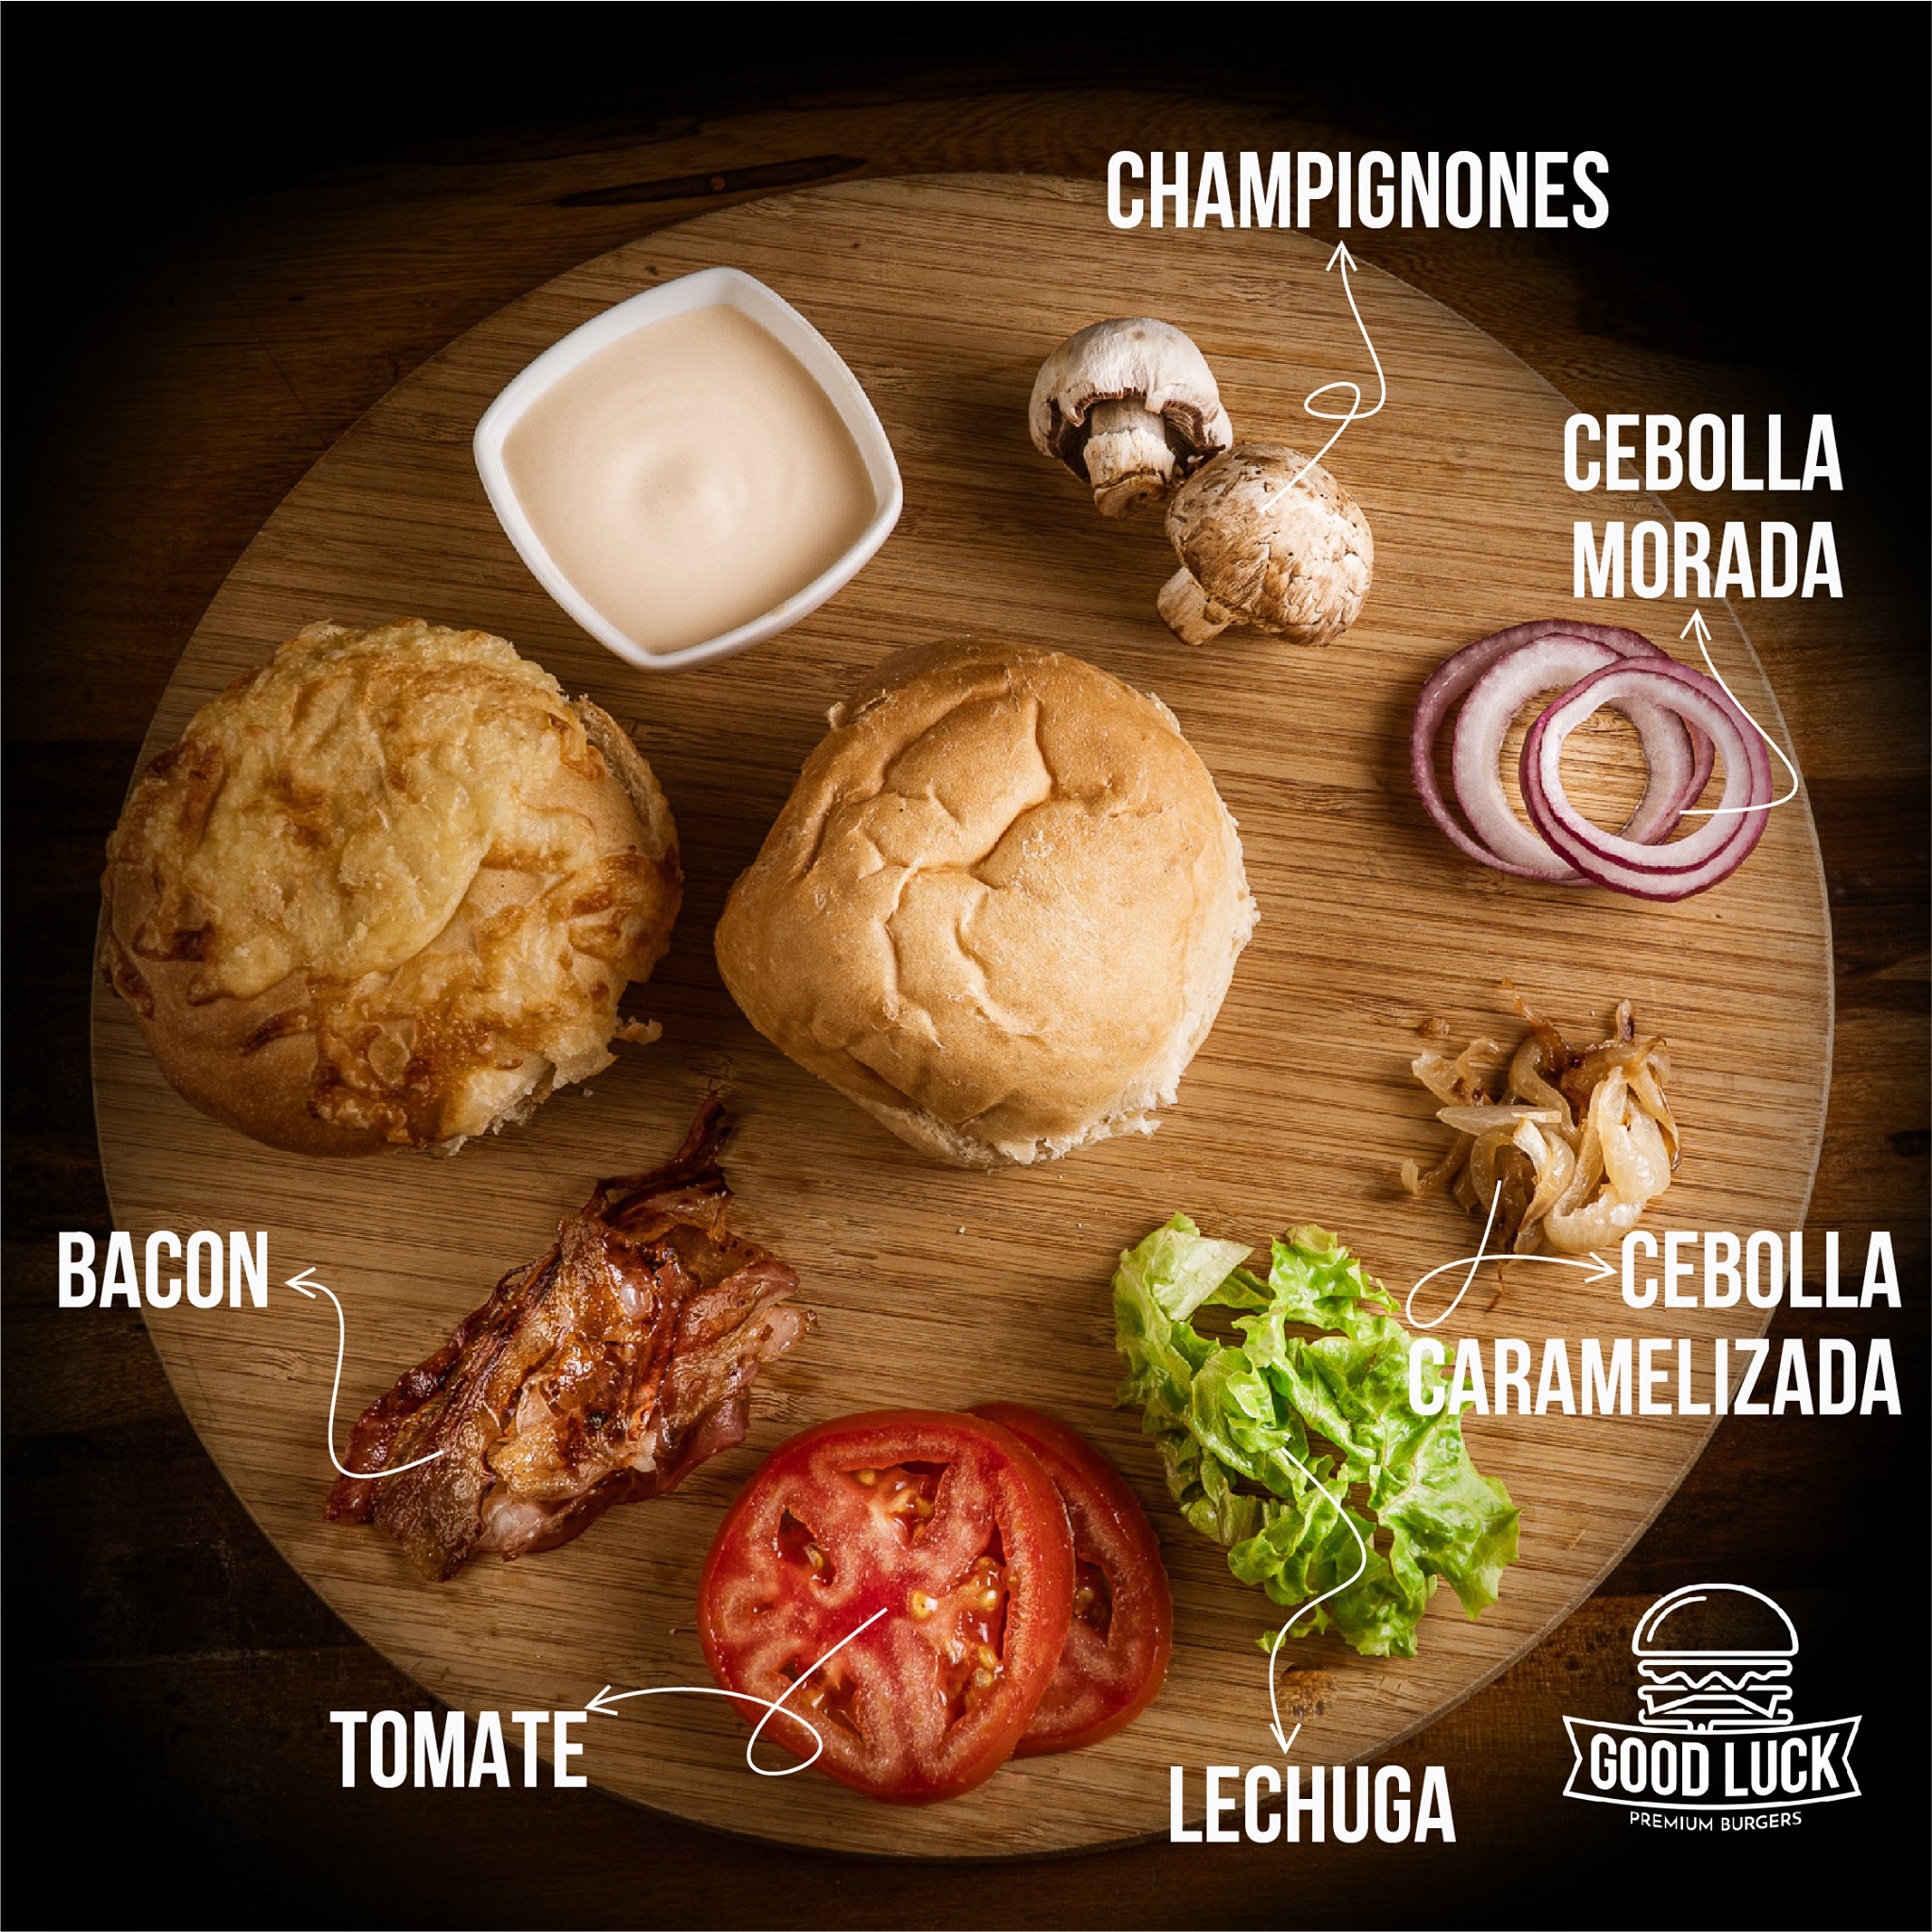 CHAMPIGNONES
CEBOLLA
MORADA
BACON
CEBOLLA
CARAMELIZADA
TOMATE
LECHUGA
GOOD LUCK
PREMIUM BURGERS